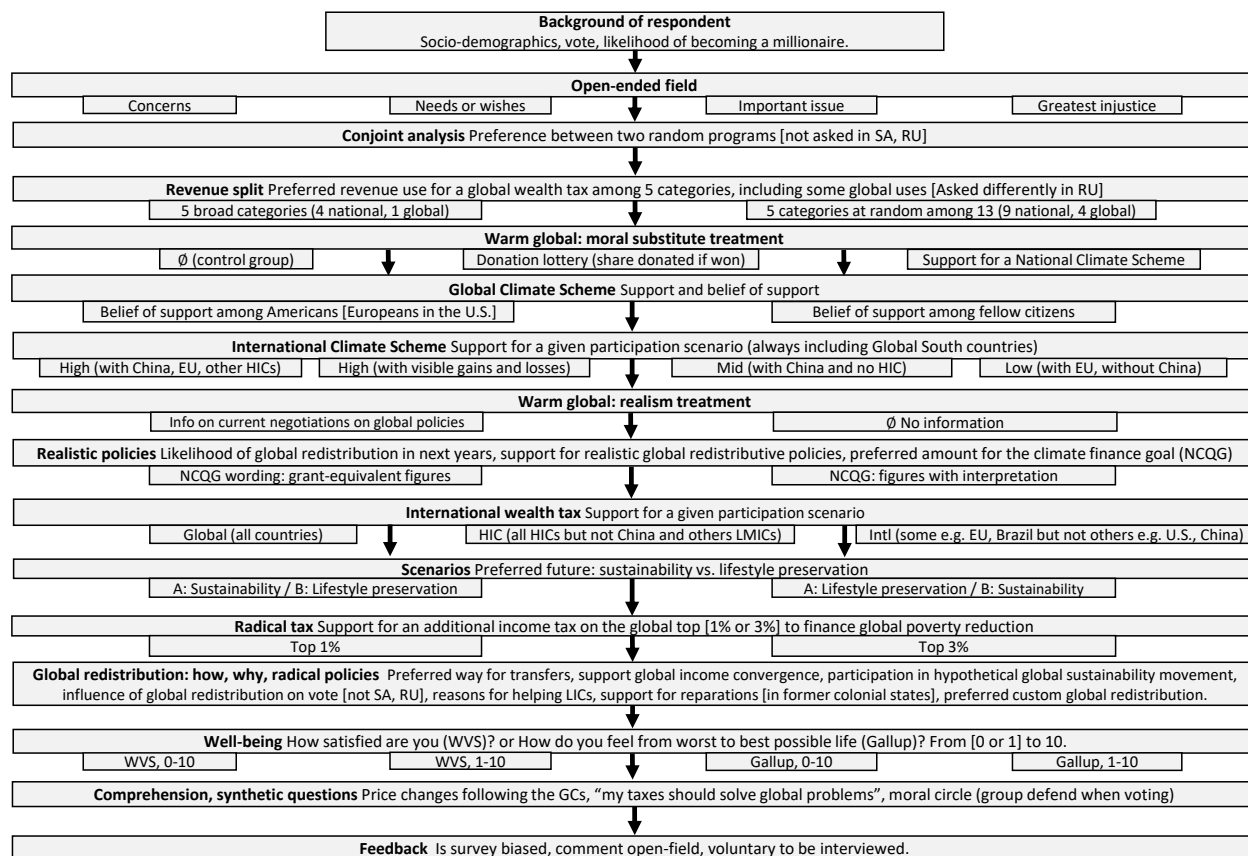 Background of respondent
Socio-demographics, vote, likelihood of becoming a millionaire.
Open-ended field
Concerns
Needs or wishes
Important issue
Greatest injustice
Conjoint analysis Preference between two random programs [not asked in SA, RU]
Revenue split Preferred revenue use for a global wealth tax among 5 categories, including some global uses [Asked differently in RU]
5 broad categories (4 national, 1 global)
5 categories at random among 13 (9 national, 4 global)
Warm global: moral substitute treatment
Ø (control group)
Donation lottery (share donated if won)
Support for a National Climate Scheme
Global Climate Scheme Support and belief of support
Belief of support among Americans [Europeans in the U.S.]
Belief of support among fellow citizens
International Climate Scheme Support for a given participation scenario (always including Global South countries)
High (with China, EU, other HICs)
High (with visible gains and losses)
Mid (with China and no HIC)
Low (with EU, without China)
Warm global: realism treatment
Info on current negotiations on global policies
Ø No information
Realistic policies Likelihood of global redistribution in next years, support for realistic global redistributive policies, preferred amount for the climate finance goal (NCQG)
NCQG wording: grant-equivalent figures
NCQG: figures with interpretation
International wealth tax Support for a given participation scenario
Global (all countries)
HIC (all HICs but not China and others LMICs)
Intl (some e.g. EU, Brazil but not others e.g. U.S., China)
Scenarios Preferred future: sustainability vs. lifestyle preservation
A: Sustainability / B: Lifestyle preservation
A: Lifestyle preservation / B: Sustainability
Radical tax Support for an additional income tax on the global top [1% or 3%] to finance global poverty reduction
Top 1%
Top 3%
Global redistribution: how, why, radical policies Preferred way for transfers, support global income convergence, participation in hypothetical global sustainability movement,
influence of global redistribution on vote [not SA, RU], reasons for helping LICs, support for reparations [in former colonial states], preferred custom global redistribution.
Well-being How satisfied are you (WVS)? or How do you feel from worst to best possible life (Gallup)? From [0 or 1] to 10.
WVS, 0-10
WVS, 1-10
Gallup, 0-10
Gallup, 1-10
Comprehension, synthetic questions Price changes following the GCs, “my taxes should solve global problems”, moral circle (group defend when voting)
Feedback Is survey biased, comment open-field, voluntary to be interviewed.